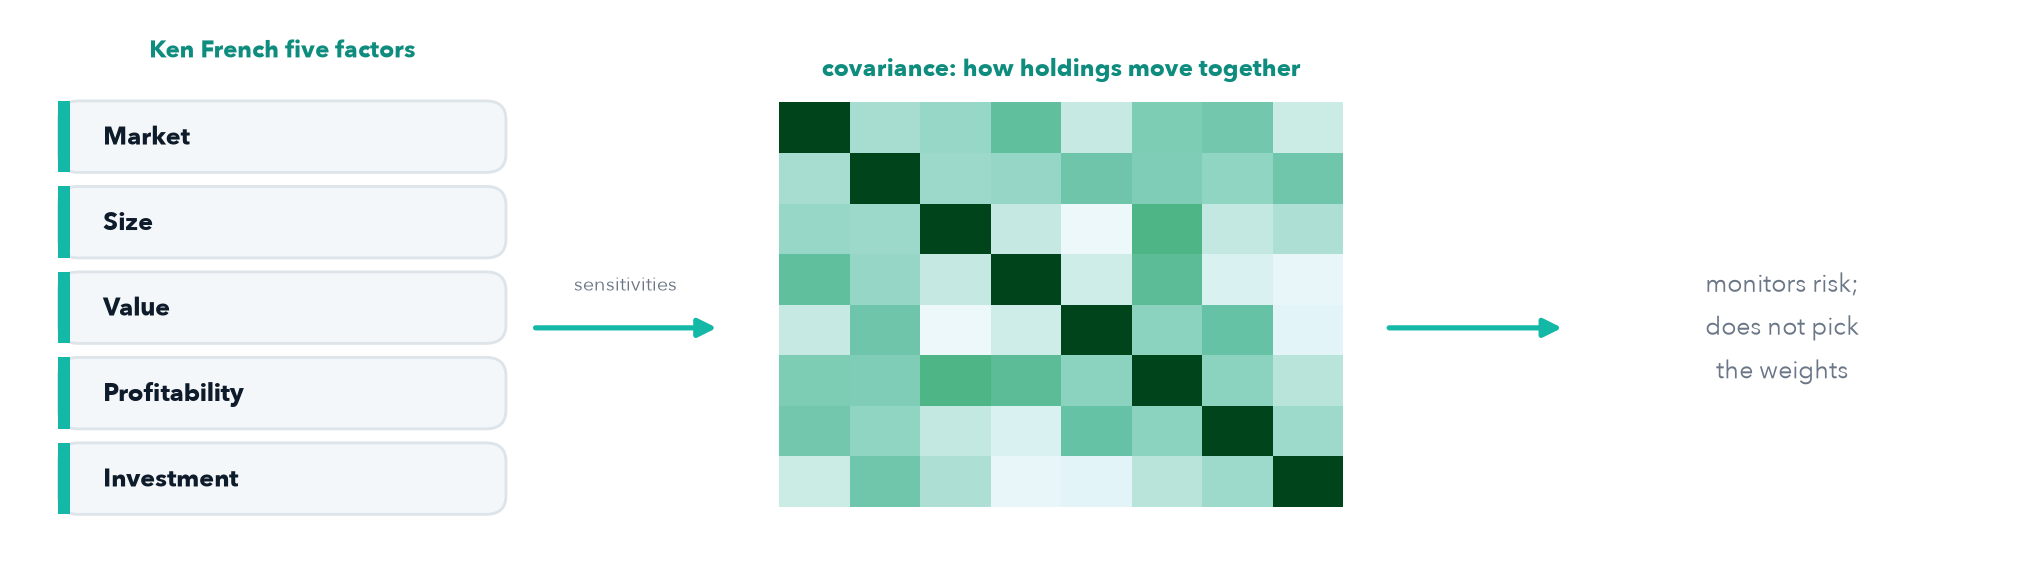 Ken French five factors
Market
Size
Value
Profitability
Investment
sensitivities
covariance: how holdings move together
monitors risk;
does not pick
the weights